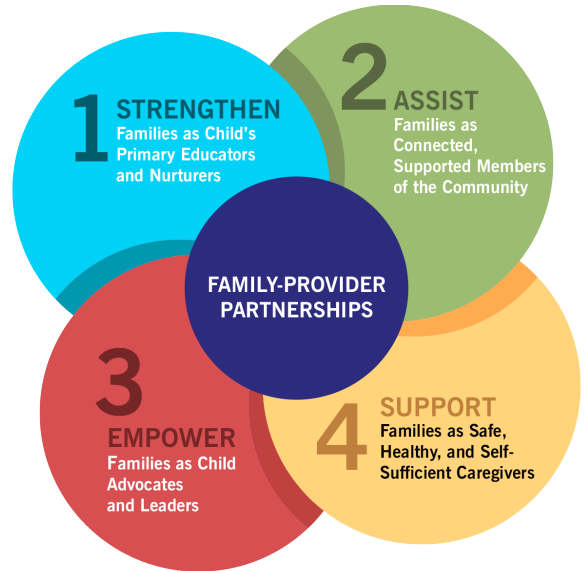 1
STRENGTHEN
Families as Child's
Primary Educators
and Nurturers
2
ASSIST
Families as
Connected,
Supported Members
of the Community
FAMILY-PROVIDER
PARTNERSHIPS
3
EMPOWER
Families as Child
Advocates
and Leaders
4
SUPPORT
Families as Safe,
Healthy, and Self-
Sufficient Caregivers